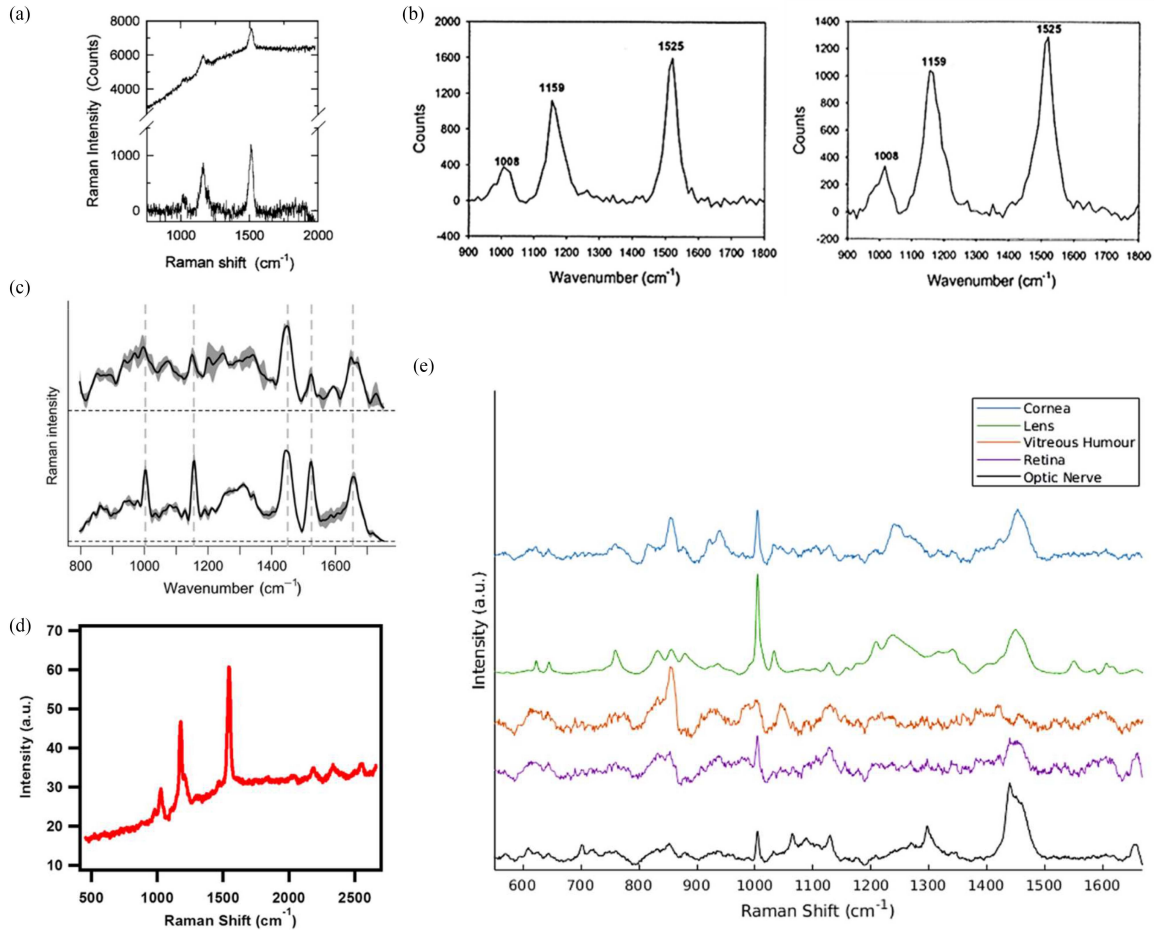 (a)
8000
6000
4000
1000
0
Raman Intensity (Counts)
1000 1500 2000
Raman shift (cm⁻¹)
(b)
2000
1600
1200
800
400
0
-400
Counts
1008
1159
1525
900 1000 1100 1200 1300 1400 1500 1600 1700 1800
Wavenumber (cm⁻¹)
1400
1200
1000
800
600
400
200
0
-200
Counts
1008
1159
1525
900 1000 1100 1200 1300 1400 1500 1600 1700 1800
Wavenumber (cm⁻¹)
(c)
Raman intensity
800 1000 1200 1400 1600
Wavenumber (cm⁻¹)
(d)
70
60
50
40
30
20
10
Intensity (a.u.)
500 1000 1500 2000 2500
Raman Shift (cm⁻¹)
(e)
Cornea
Lens
Vitreous Humour
Retina
Optic Nerve
Intensity (a.u.)
600 700 800 900 1000 1100 1200 1300 1400 1500 1600
Raman Shift (cm⁻¹)